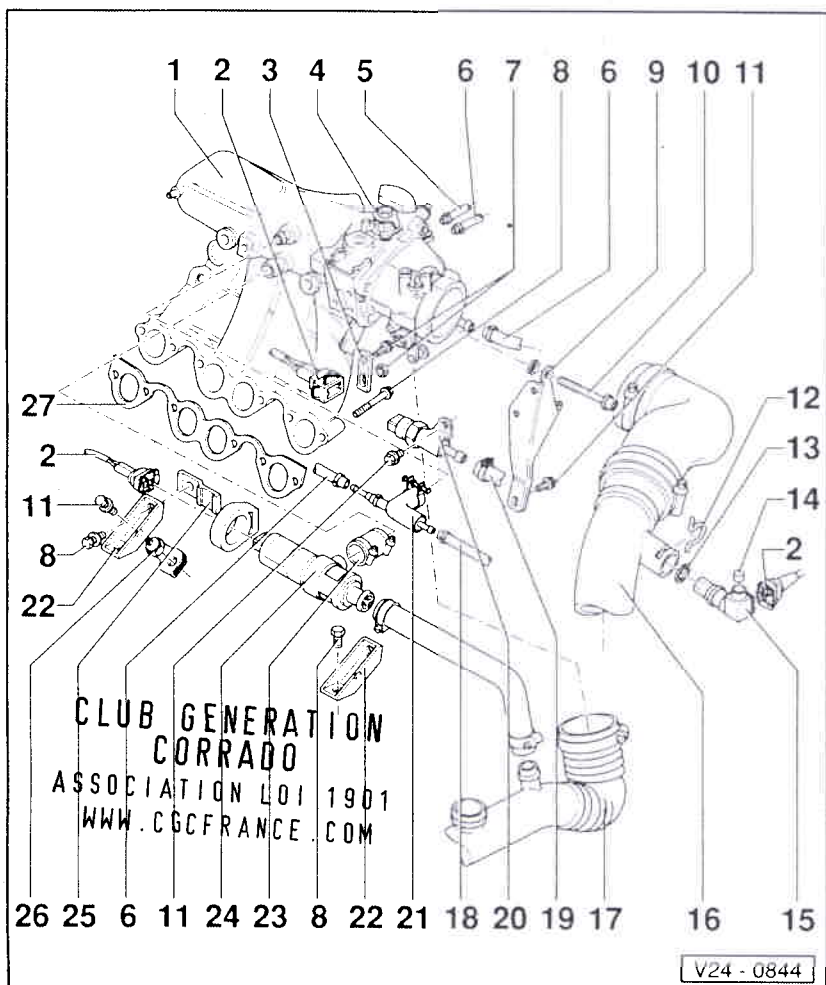 1 2 3 4 5 6 7 8 6 9 10 11
12
13
14
2
27
2
11
8
22
CLUB GENERATION
CORRADO
ASSOCIATION LOI 1901
WWW.CGCFRANCE.COM
26 25 6 11 24 23 8 22 21 18 20 19 17 16 15
V24 - 0844